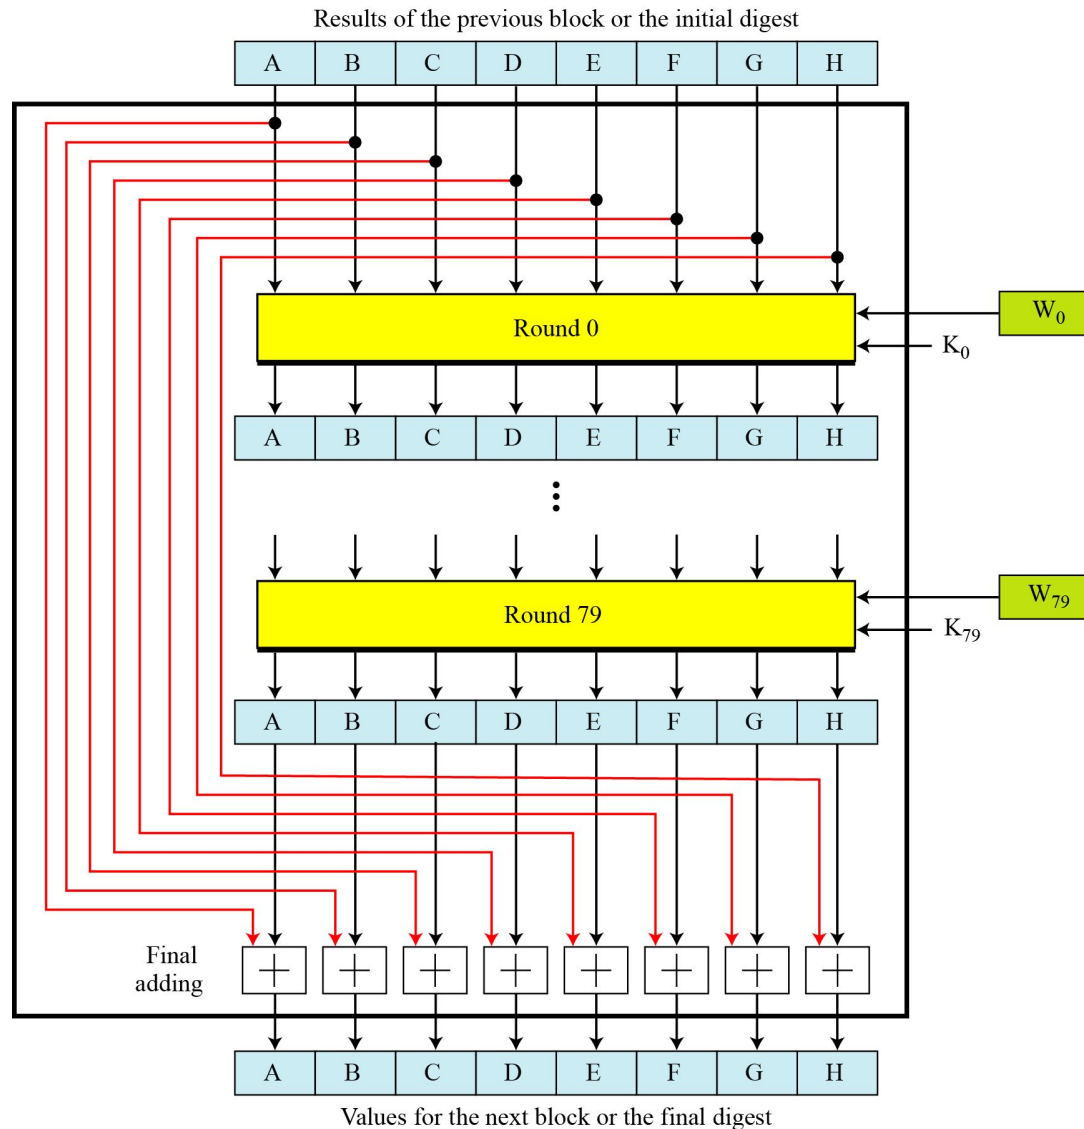 Results of the previous block or the initial digest
A B C D E F G H
Round 0
W₀
K₀
A B C D E F G H
Round 79
W₇₉
K₇₉
A B C D E F G H
Final
adding
+ + + + + + + +
A B C D E F G H
Values for the next block or the final digest